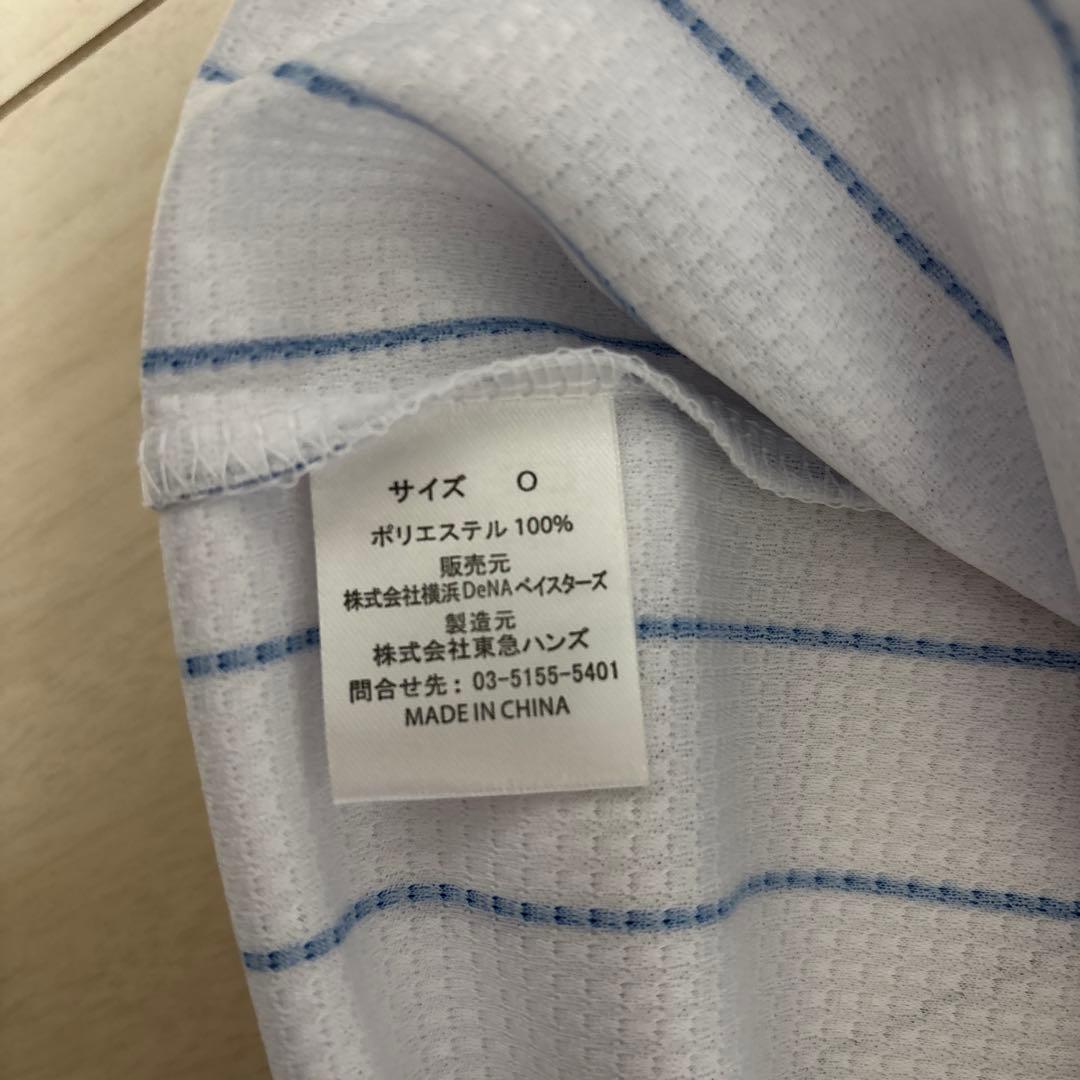 サイズ O
ポリエステル 100%
販売元
株式会社横浜DeNAベイスターズ
製造元
株式会社東急ハンズ
問合せ先：03-5155-5401
MADE IN CHINA